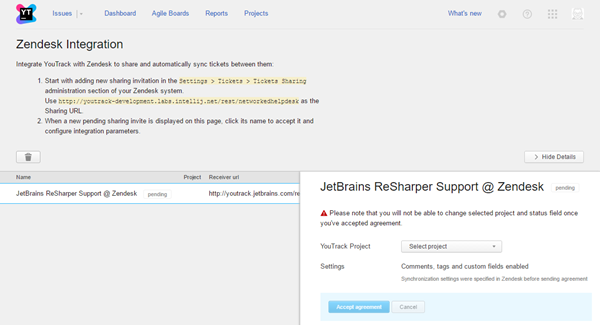 YT
Issues
Dashboard
Agile Boards
Reports
Projects
What's new
Zendesk Integration
Integrate YouTrack with Zendesk to share and automatically sync tickets between them:
1. Start with adding new sharing invitation in the Settings > Tickets > Tickets Sharing
administration section of your Zendesk system.
Use http://youtrack-development.labs.intellij.net/rest/networkedhelpdesk as the
Sharing URL.
2. When a new pending sharing invite is displayed on this page, click its name to accept it and
configure integration parameters.
> Hide Details
Name Project Receiver url
JetBrains ReSharper Support @ Zendesk pending http://youtrack.jetbrains.com/re
JetBrains ReSharper Support @ Zendesk pending
Please note that you will not be able to change selected project and status field once
you've accepted agreement.
YouTrack Project Select project
Settings Comments, tags and custom fields enabled
Synchronization settings were specified in Zendesk before sending agreement
Accept agreement Cancel